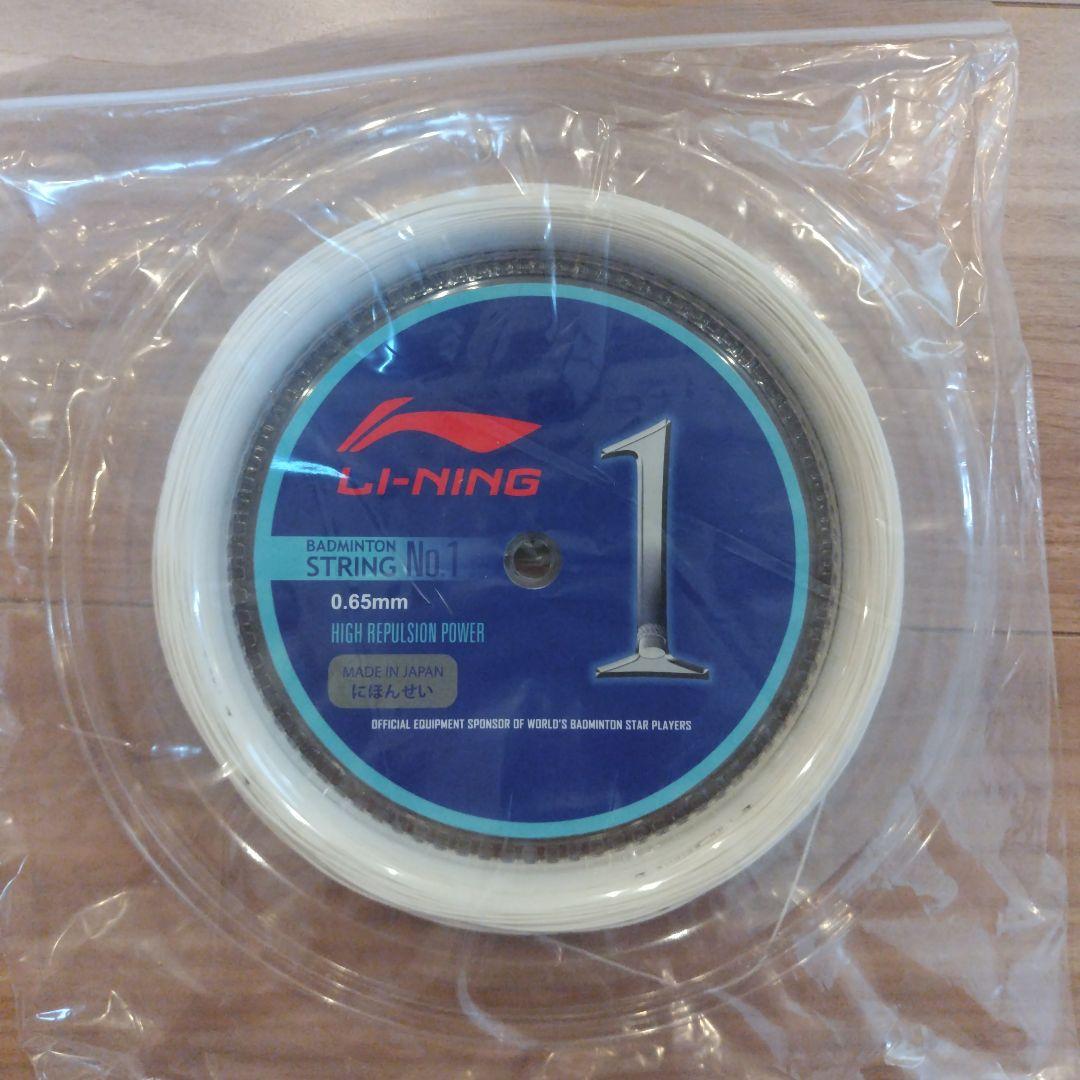 LI-NING
1
BADMINTON
STRING No.1
0.65mm
HIGH REPULSION POWER
MADE IN JAPAN
にほんせい
OFFICIAL EQUIPMENT SPONSOR OF WORLD'S BADMINTON STAR PLAYERS